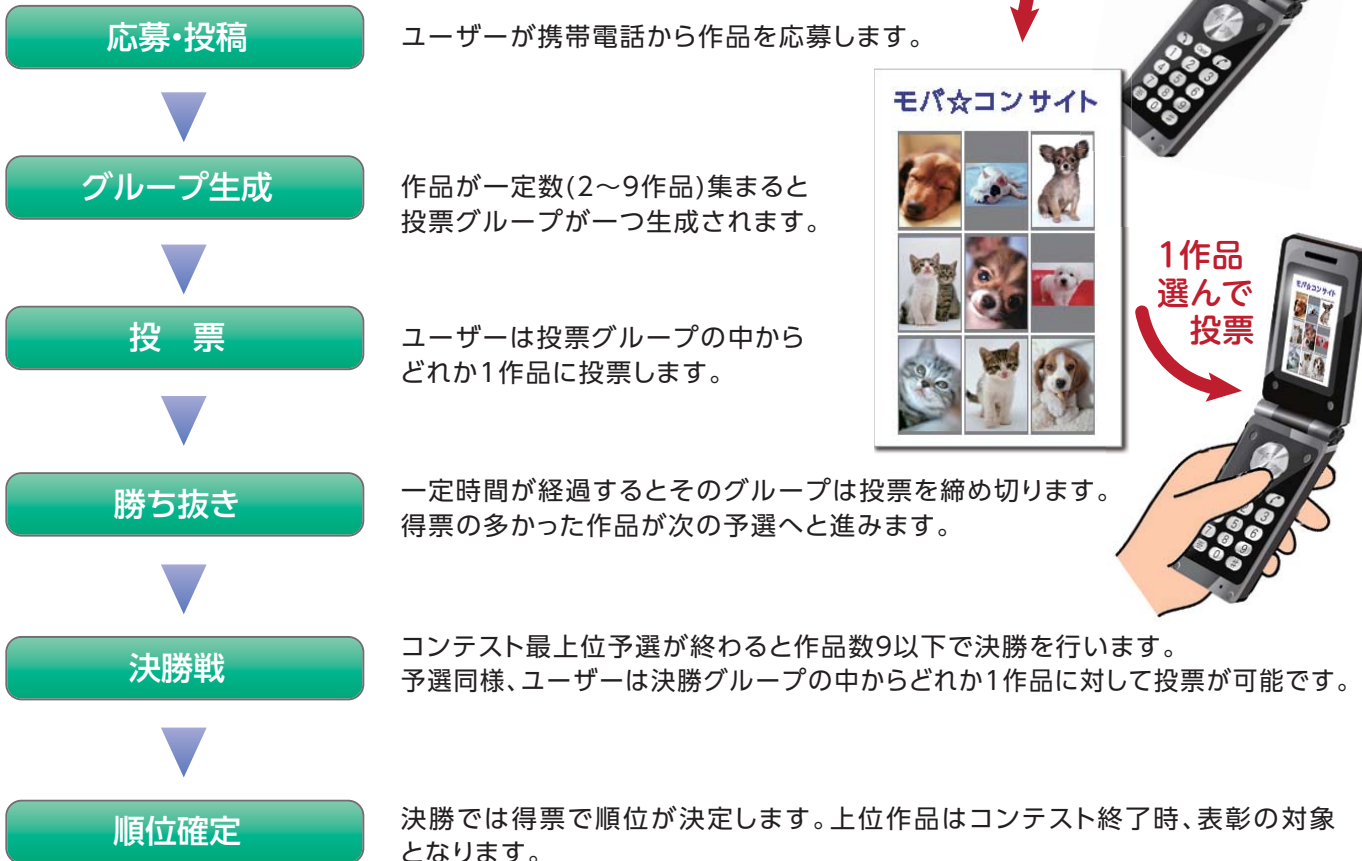 応募・投稿
ユーザーが携帯電話から作品を応募します。
モバ☆コンサイト
グループ生成
作品が一定数(2～9作品)集まると
投票グループが一つ生成されます。
1作品
選んで
投票
モバ☆コンサイト
投 票
ユーザーは投票グループの中から
どれか1作品に投票します。
勝ち抜き
一定時間が経過するとそのグループは投票を締め切ります。
得票の多かった作品が次の予選へと進みます。
決勝戦
コンテスト最上位予選が終わると作品数9以下で決勝を行います。
予選同様、ユーザーは決勝グループの中からどれか1作品に対して投票が可能です。
順位確定
決勝では得票で順位が決定します。上位作品はコンテスト終了時、表彰の対象
となります。